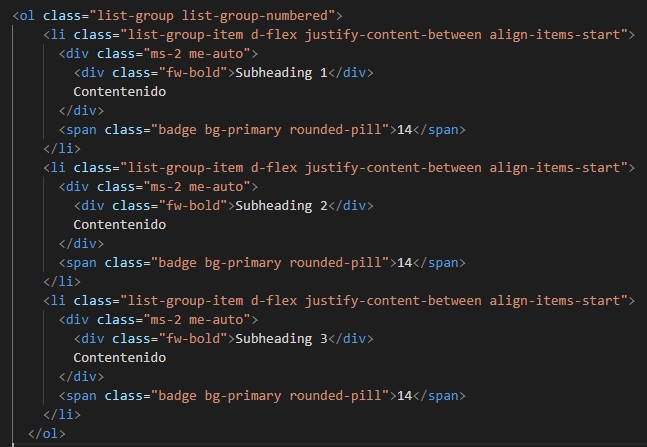 <ol class="list-group list-group-numbered">
<li class="list-group-item d-flex justify-content-between align-items-start">
<div class="ms-2 me-auto">
<div class="fw-bold">Subheading 1</div>
Contentenido
</div>
<span class="badge bg-primary rounded-pill">14</span>
</li>
<li class="list-group-item d-flex justify-content-between align-items-start">
<div class="ms-2 me-auto">
<div class="fw-bold">Subheading 2</div>
Contentenido
</div>
<span class="badge bg-primary rounded-pill">14</span>
</li>
<li class="list-group-item d-flex justify-content-between align-items-start">
<div class="ms-2 me-auto">
<div class="fw-bold">Subheading 3</div>
Contentenido
</div>
<span class="badge bg-primary rounded-pill">14</span>
</li>
</ol>